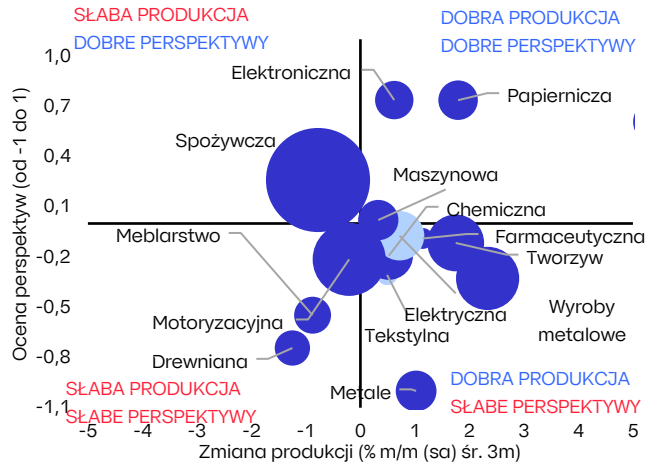 SŁABA PRODUKCJA
DOBRE PERSPEKTYWY
DOBRA PRODUKCJA
DOBRE PERSPEKTYWY
Ocena perspektyw (od -1 do 1)
1,0
0,7
0,4
0,1
-0,2
-0,5
-0,8
-1,1
Elektroniczna
Papiernicza
Spożywcza
Maszynowa
Chemiczna
Meblarstwo
Farmaceutyczna
Tworzyw
Motoryzacyjna
Elektryczna
Wyroby
metalowe
Tekstylna
Drewniana
Metale
SŁABA PRODUKCJA
SŁABE PERSPEKTYWY
DOBRA PRODUKCJA
SŁABE PERSPEKTYWY
-5 -4 -3 -2 -1 0 1 2 3 4 5
Zmiana produkcji (% m/m (sa) śr. 3m)